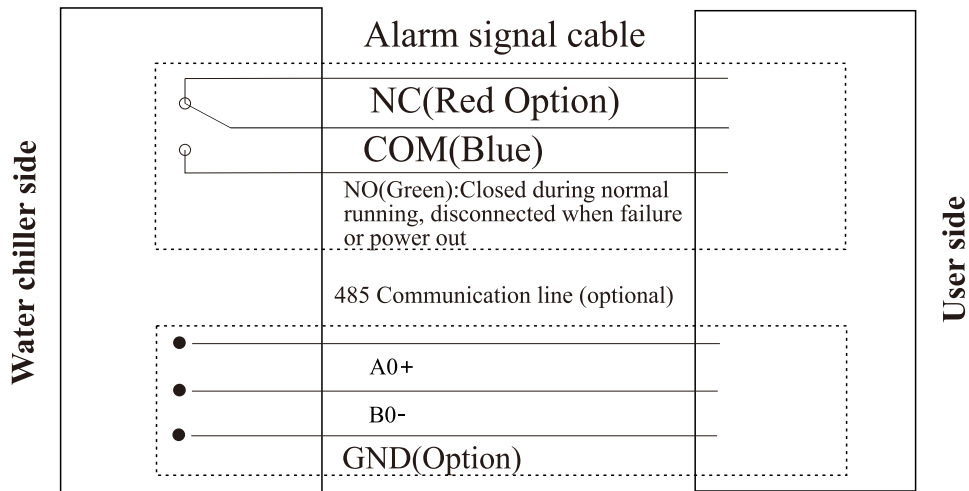 Alarm signal cable
NC(Red Option)
COM(Blue)
NO(Green):Closed during normal
running, disconnected when failure
or power out
485 Communication line (optional)
A0+
B0-
GND(Option)
Water chiller side
User side